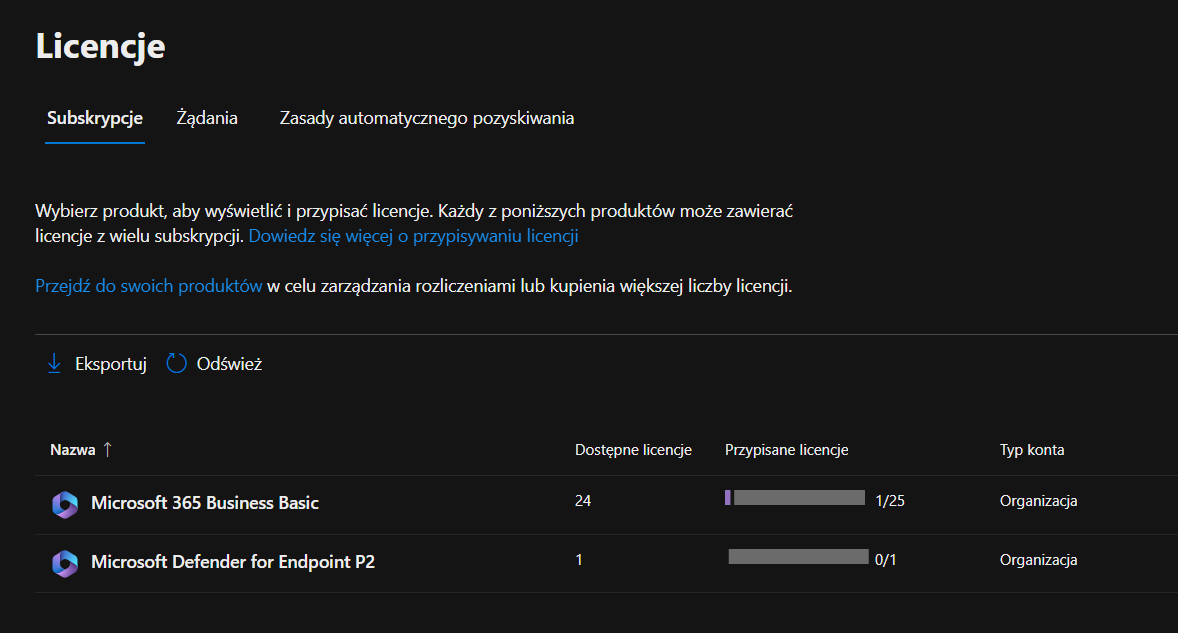 Licencje
Subskrypcje Żądania Zasady automatycznego pozyskiwania
Wybierz produkt, aby wyświetlić i przypisać licencje. Każdy z poniższych produktów może zawierać
licencje z wielu subskrypcji. Dowiedz się więcej o przypisywaniu licencji
Przejdź do swoich produktów w celu zarządzania rozliczeniami lub kupienia większej liczby licencji.
Eksportuj Odśwież
Nazwa ↑ Dostępne licencje Przypisane licencje Typ konta
Microsoft 365 Business Basic 24 1/25 Organizacja
Microsoft Defender for Endpoint P2 1 0/1 Organizacja